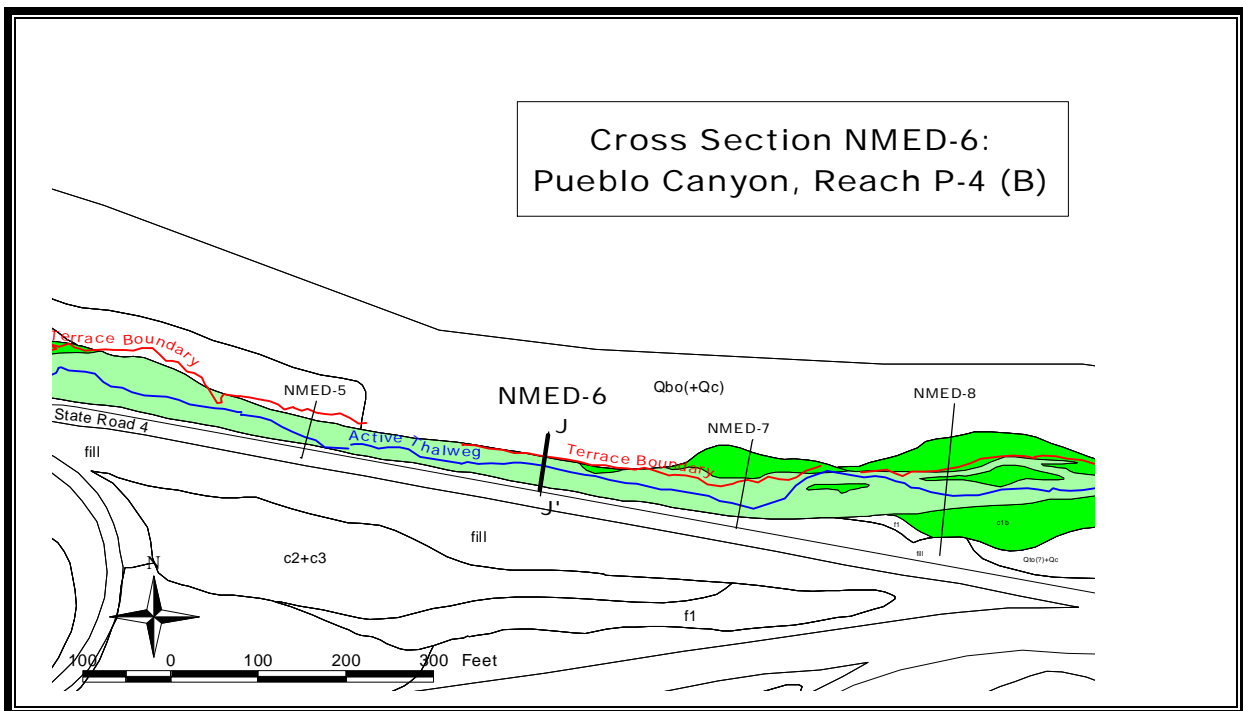 Cross Section NMED-6:
Pueblo Canyon, Reach P-4 (B)
Terrace Boundary
NMED-5
NMED-6
Qbo(+Qc)
NMED-8
NMED-7
State Road 4
Active Thalweg
J
Terrace Boundary
fill
J'
f1
c1b
fill
fill
Qto(?)+Qc
c2+c3
N
f1
100 0 100 200 300 Feet